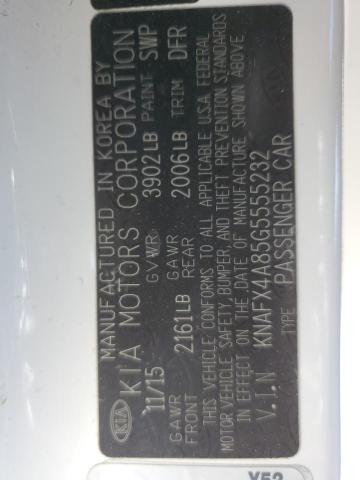 MANUFACTURED IN KOREA BY
KIA KIA MOTORS CORPORATION
11/15 GVWR 3902LB PAINT SWP
GAWR FRONT 2161LB GAWR REAR 2006LB TRIM DFR
THIS VEHICLE CONFORMS TO ALL APPLICABLE U.S.A FEDERAL
MOTOR VEHICLE SAFETY, BUMPER, AND THEFT PREVENTION STANDARDS
IN EFFECT ON THE DATE OF MANUFACTURE SHOWN ABOVE
V.I.N KNAFX4A85G5555232
TYPE PASSENGER CAR
Y52